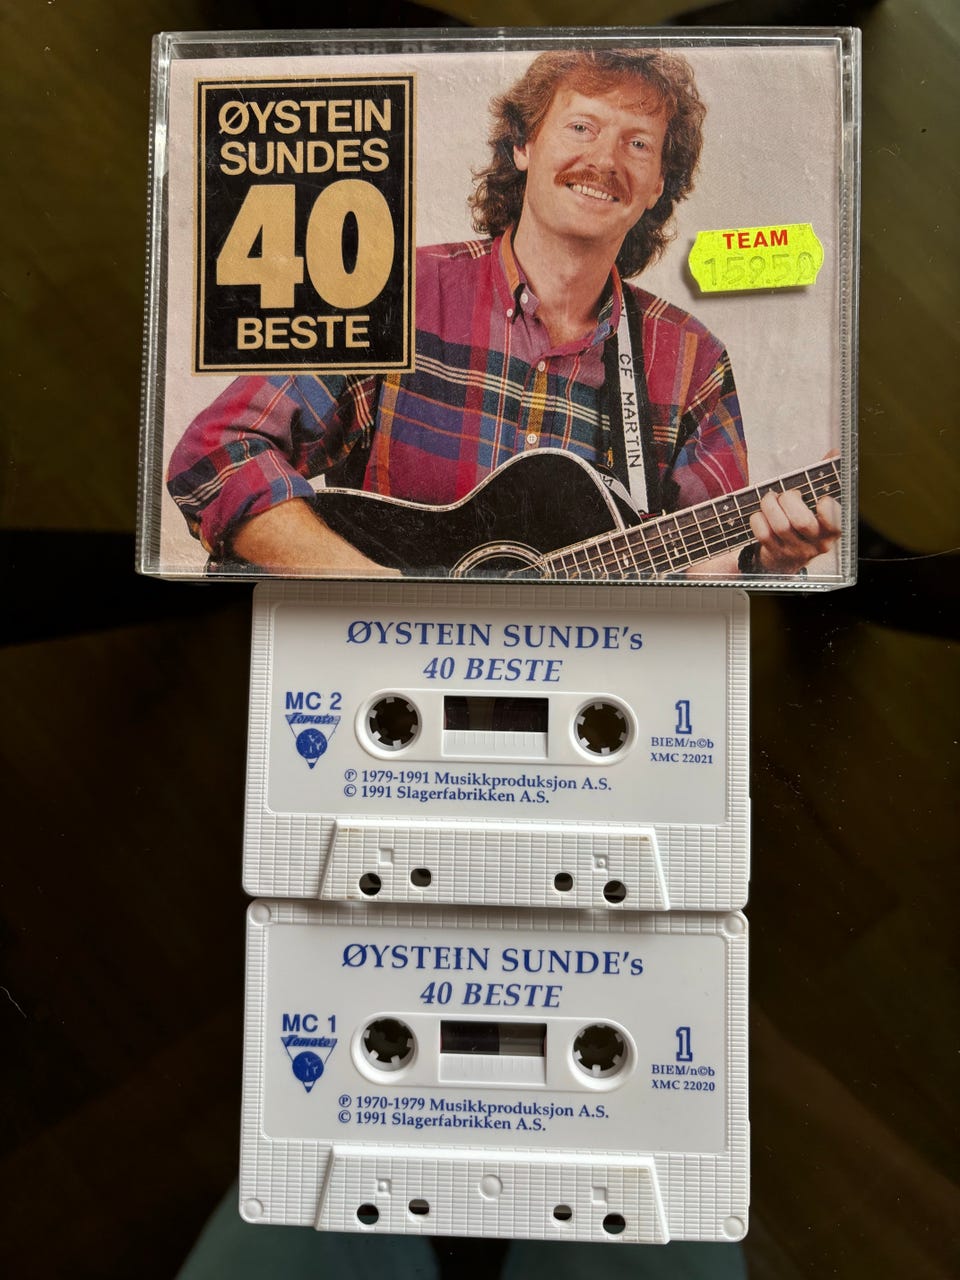 ØYSTEIN
SUNDES
40
BESTE
TEAM
159.50
CF MARTIN
ØYSTEIN SUNDE's
40 BESTE
MC 2
Tomato
1
BIEM/n©b
XMC 22021
℗ 1979-1991 Musikkproduksjon A.S.
© 1991 Slagerfabrikken A.S.
ØYSTEIN SUNDE's
40 BESTE
MC 1
Tomato
1
BIEM/n©b
XMC 22020
℗ 1970-1979 Musikkproduksjon A.S.
© 1991 Slagerfabrikken A.S.